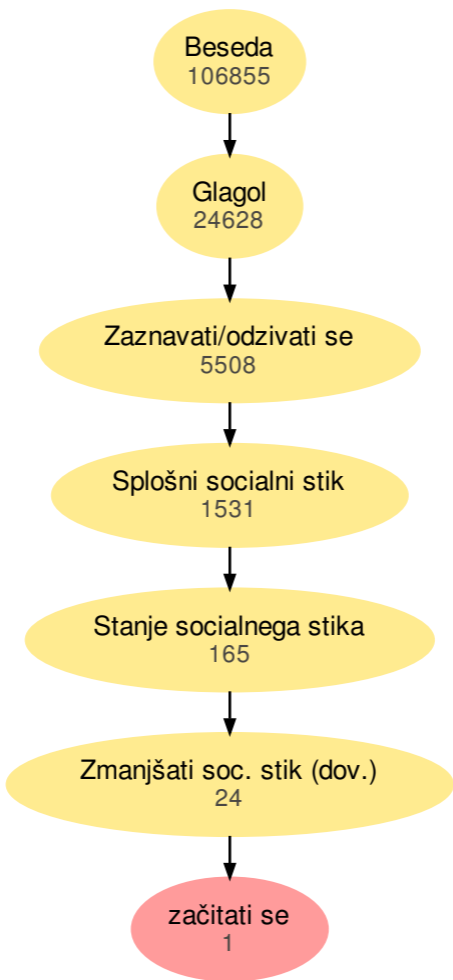 Beseda
106855
Glagol
24628
Zaznavati/odzivati se
5508
Splošni socialni stik
1531
Stanje socialnega stika
165
Zmanjšati soc. stik (dov.)
24
začitati se
1